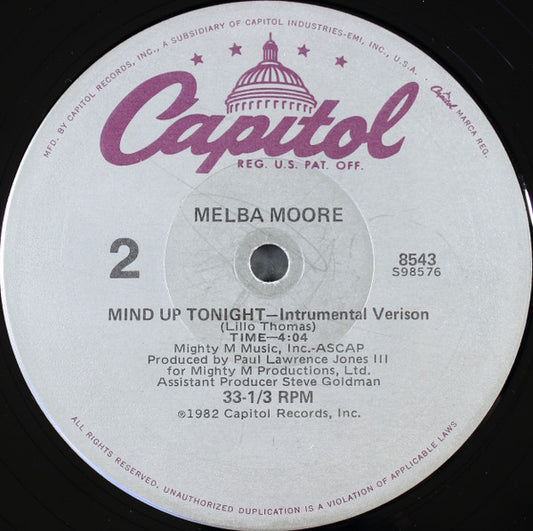 MFD. BY CAPITOL RECORDS, INC., A SUBSIDIARY OF CAPITOL INDUSTRIES-EMI, INC., U.S.A. • Capitol MARCA REG.
Capitol
REG. U.S. PAT. OFF.
MELBA MOORE
2
8543
S98576
MIND UP TONIGHT—Intrumental Verison
(Lillo Thomas)
TIME—4:04
Mighty M Music, Inc.-ASCAP
Produced by Paul Lawrence Jones III
for Mighty M Productions, Ltd.
Assistant Producer Steve Goldman
33-1/3 RPM
℗1982 Capitol Records, Inc.
ALL RIGHTS RESERVED. UNAUTHORIZED DUPLICATION IS A VIOLATION OF APPLICABLE LAWS